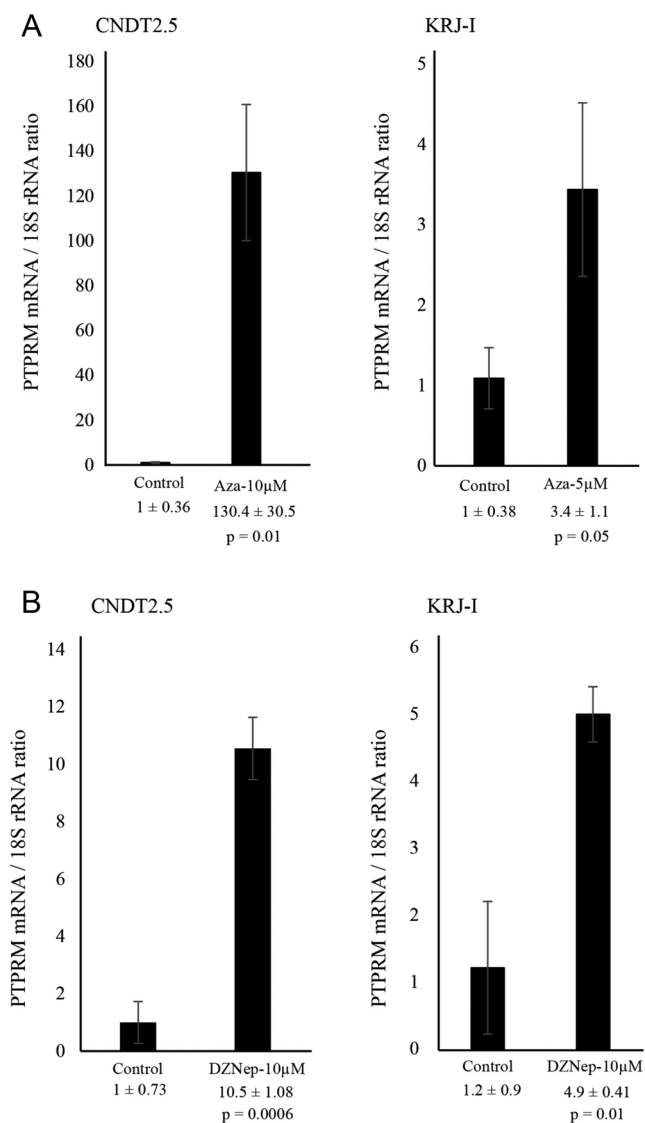 A
CNDT2.5
KRJ-I
PTPRM mRNA / 18S rRNA ratio
180
160
140
120
100
80
60
40
20
0
Control
Aza-10µM
1 ± 0.36
130.4 ± 30.5
p = 0.01
PTPRM mRNA / 18S rRNA ratio
5
4
3
2
1
0
Control
Aza-5µM
1 ± 0.38
3.4 ± 1.1
p = 0.05
B
CNDT2.5
KRJ-I
PTPRM mRNA / 18S rRNA ratio
14
12
10
8
6
4
2
0
Control
DZNep-10µM
1 ± 0.73
10.5 ± 1.08
p = 0.0006
PTPRM mRNA / 18S rRNA ratio
6
5
4
3
2
1
0
Control
DZNep-10µM
1.2 ± 0.9
4.9 ± 0.41
p = 0.01